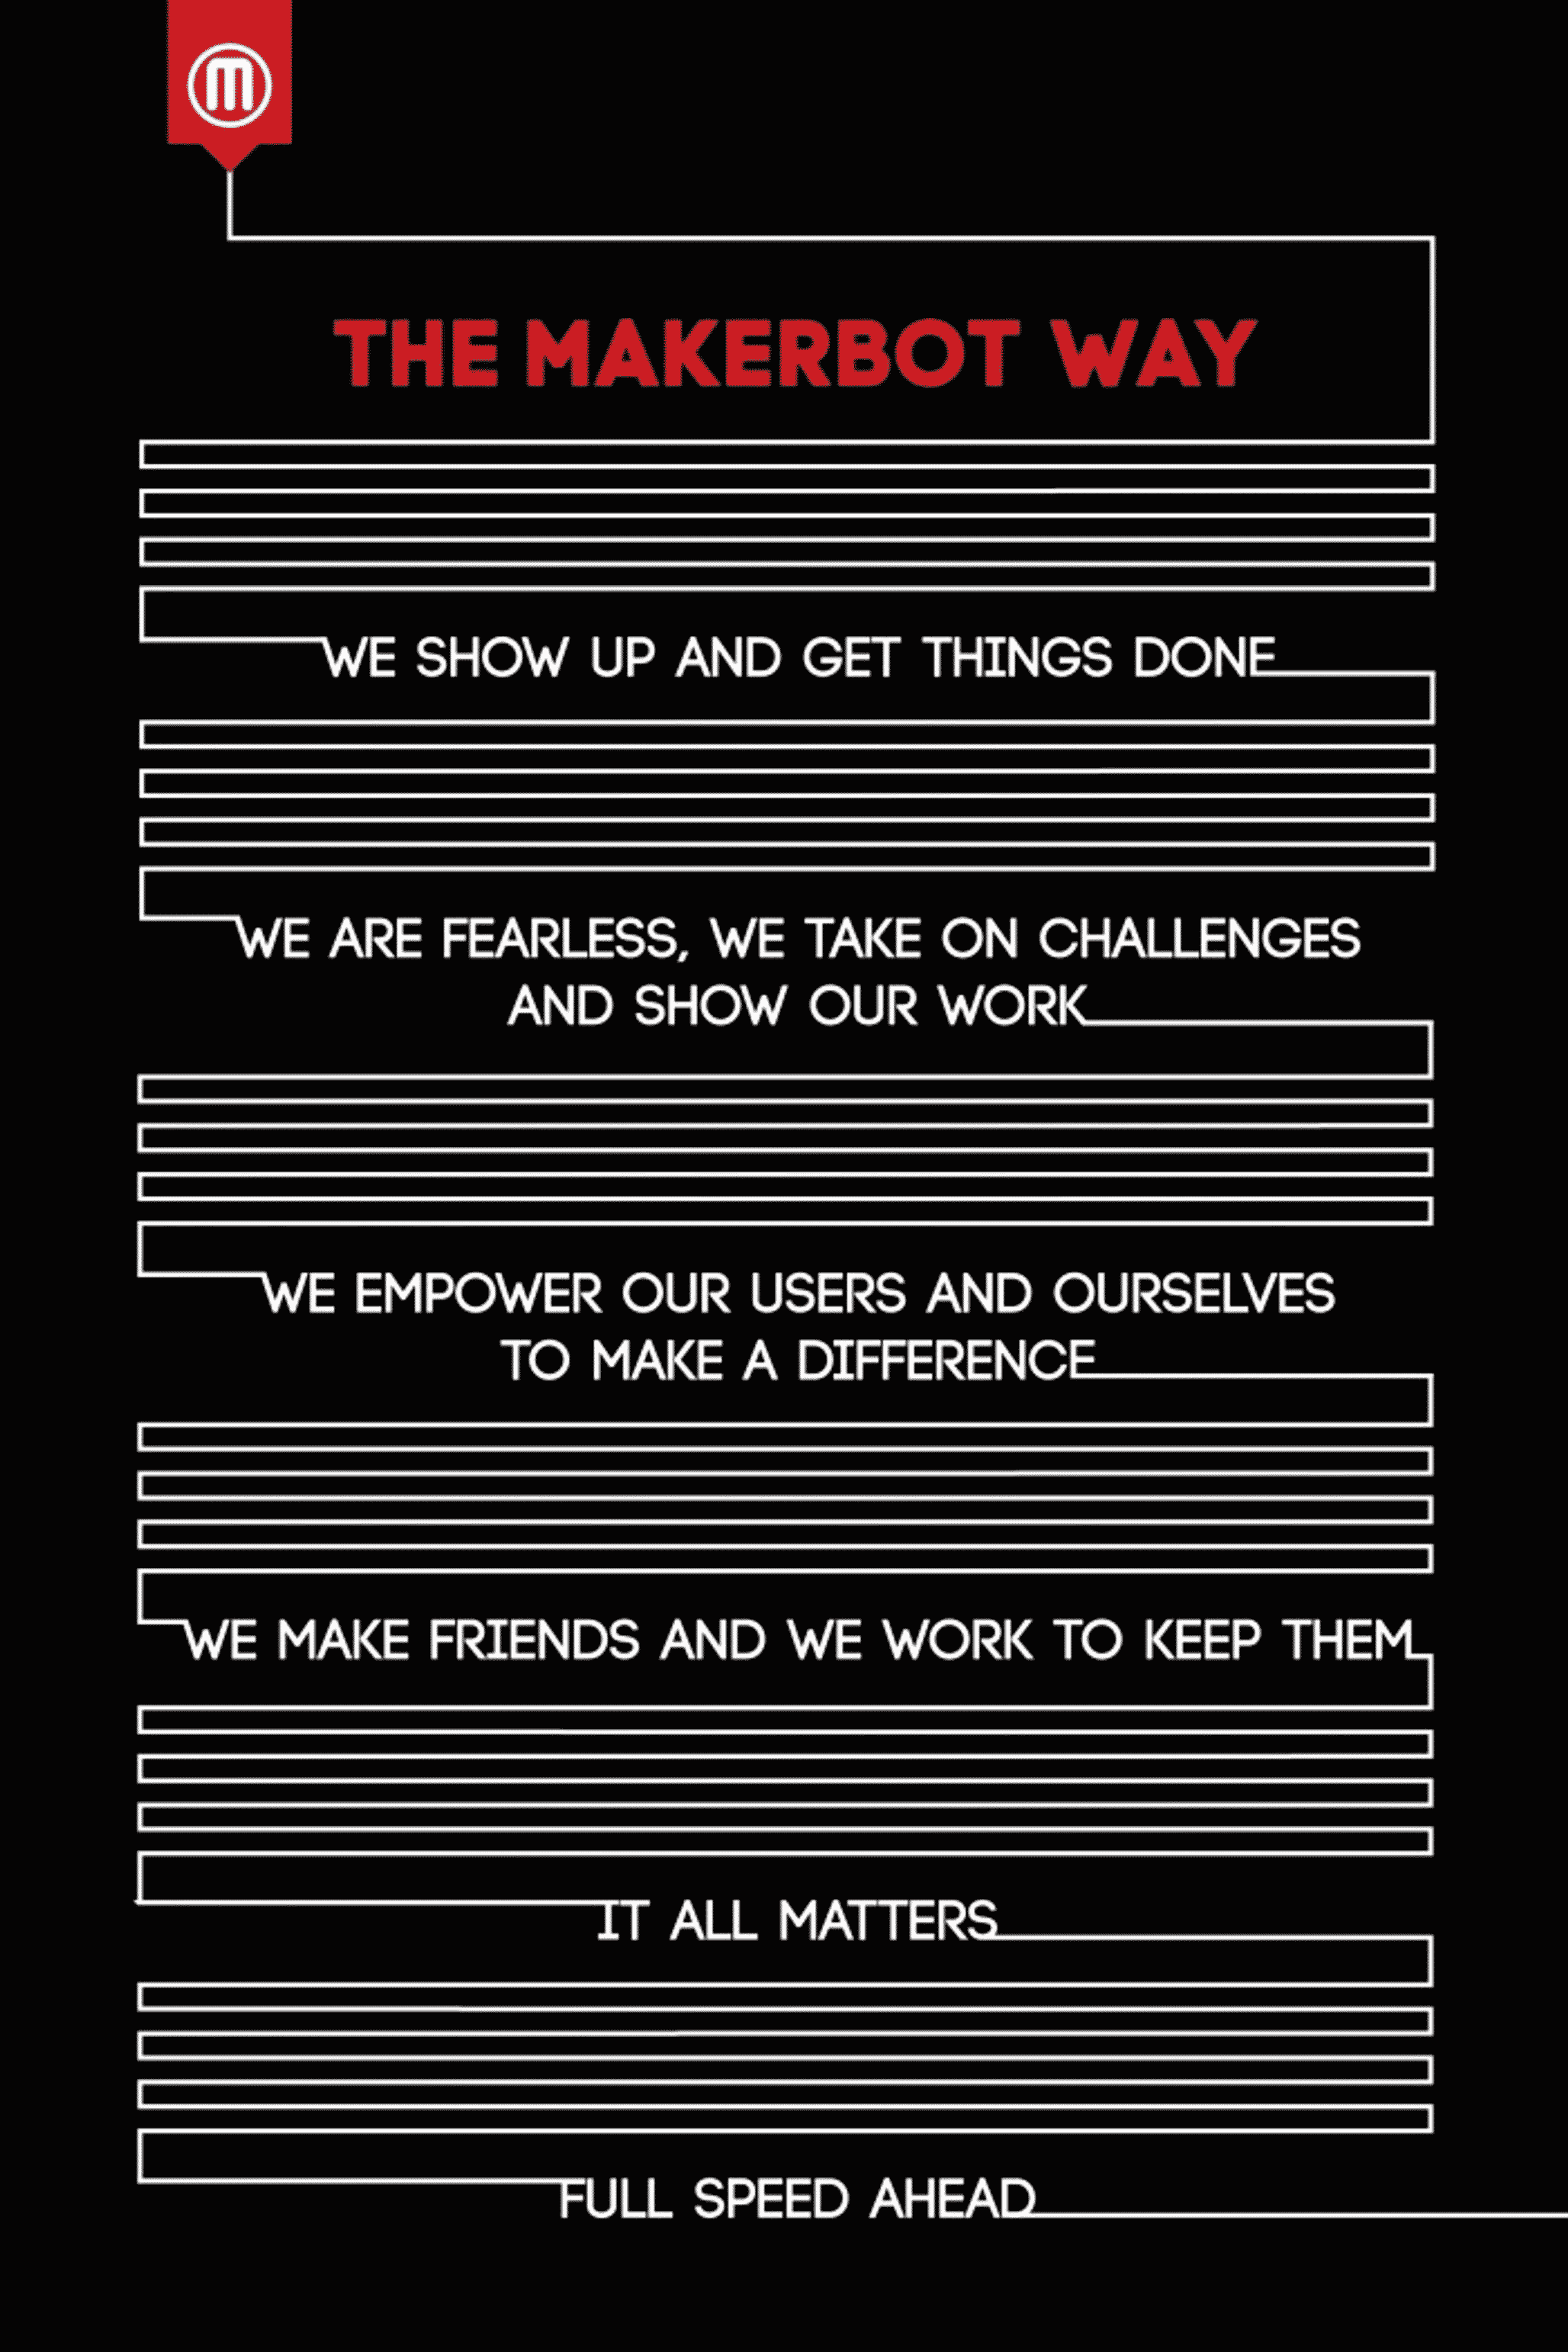 M
THE MAKERBOT WAY
WE SHOW UP AND GET THINGS DONE
WE ARE FEARLESS, WE TAKE ON CHALLENGES
AND SHOW OUR WORK
WE EMPOWER OUR USERS AND OURSELVES
TO MAKE A DIFFERENCE
WE MAKE FRIENDS AND WE WORK TO KEEP THEM
IT ALL MATTERS
FULL SPEED AHEAD